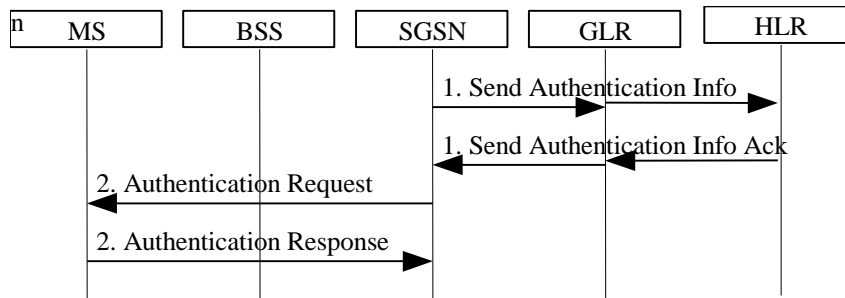 n
MS
BSS
SGSN
GLR
HLR
1. Send Authentication Info
1. Send Authentication Info Ack
2. Authentication Request
2. Authentication Response